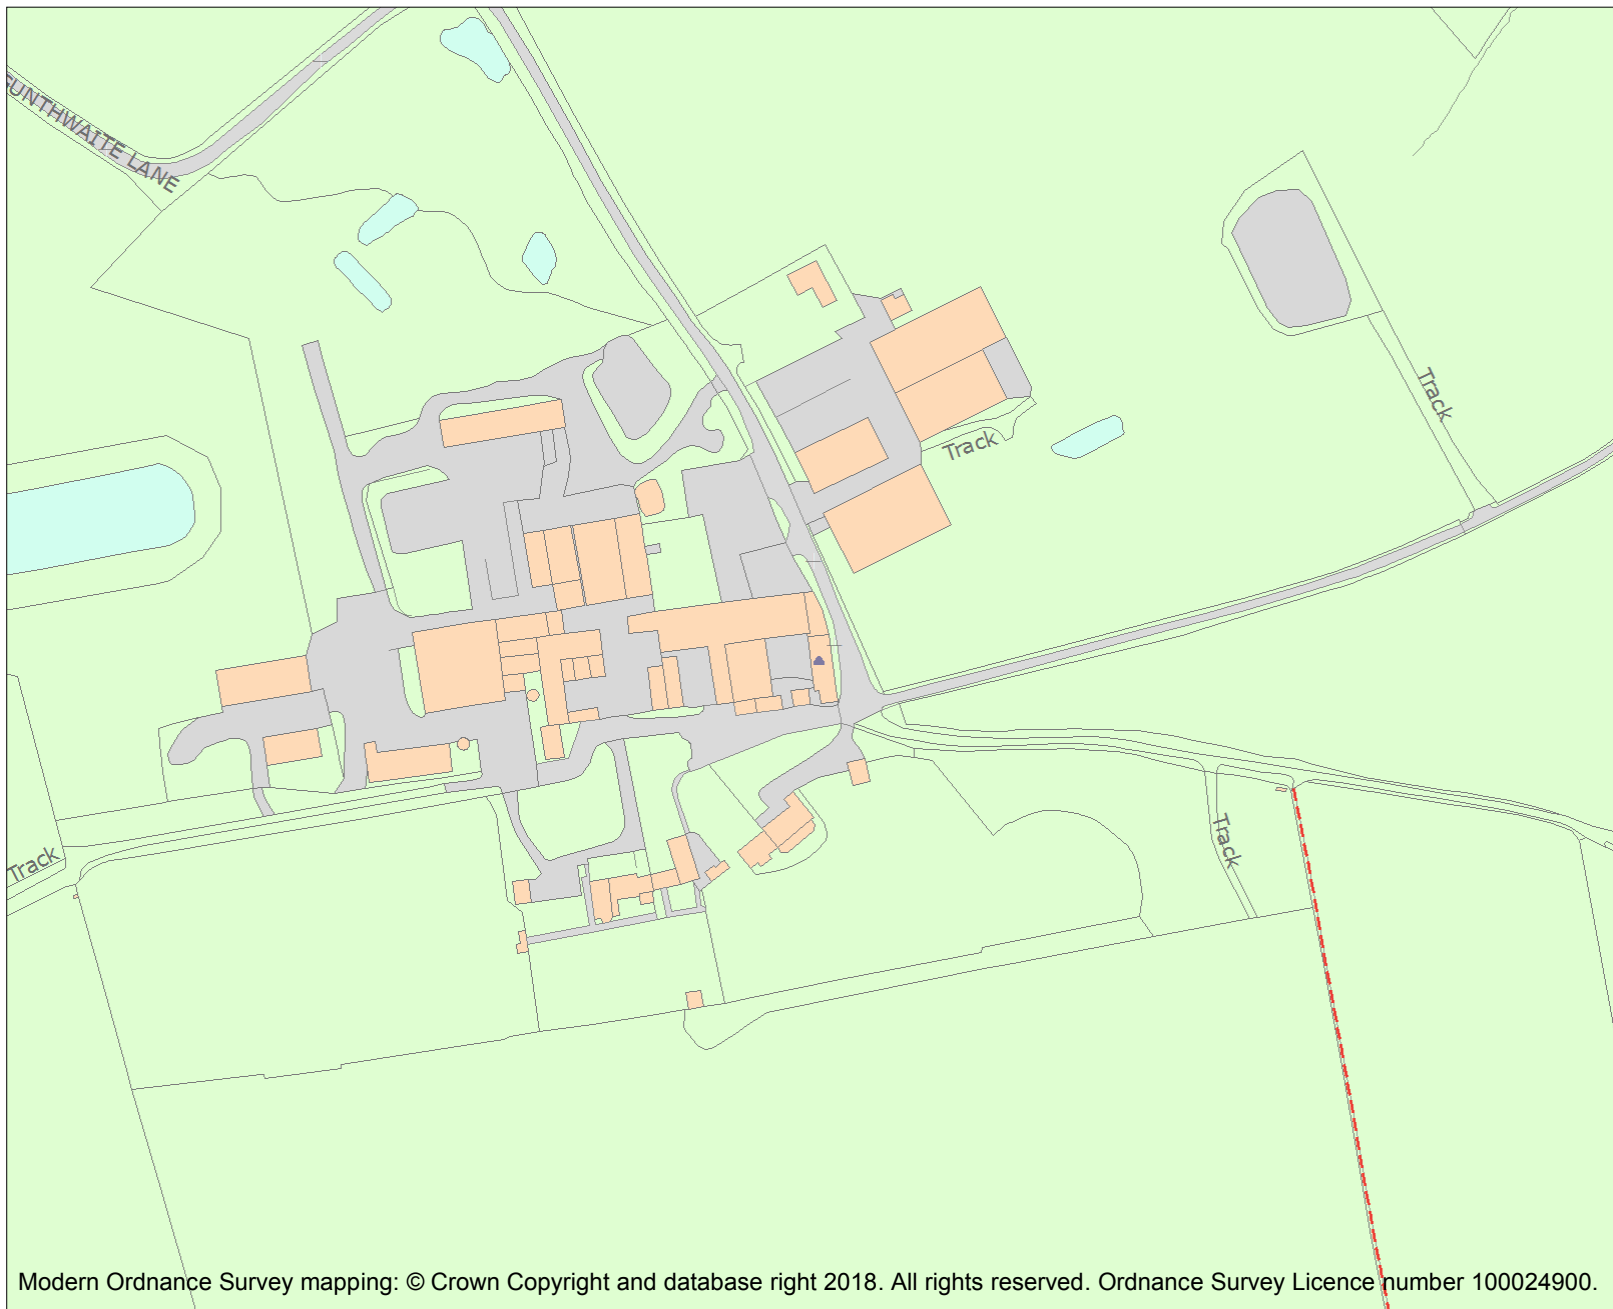 GUNTHWAITE LANE
Track
Track
Track
Track
Modern Ordnance Survey mapping: © Crown Copyright and database right 2018. All rights reserved. Ordnance Survey Licence number 100024900.